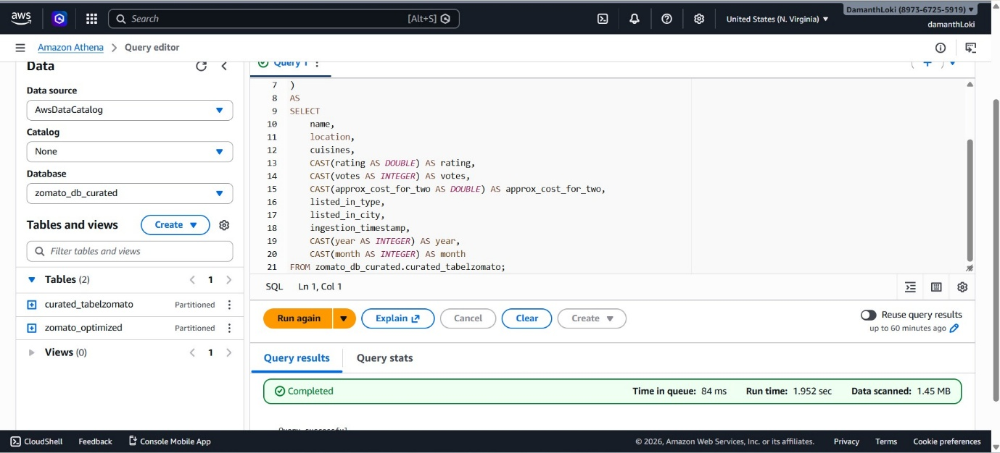 aws
Search [Alt+S]
United States (N. Virginia)
DamanthLoki (8973-6725-5919)
damanthLoki
Amazon Athena > Query editor
Data
Data source
AwsDataCatalog
Catalog
None
Database
zomato_db_curated
Tables and views
Create
Filter tables and views
Tables (2) 1
curated_tabelzomato Partitioned
zomato_optimized Partitioned
Views (0) 1
Query 1
7 )
8 AS
9 SELECT
10 name,
11 location,
12 cuisines,
13 CAST(rating AS DOUBLE) AS rating,
14 CAST(votes AS INTEGER) AS votes,
15 CAST(approx_cost_for_two AS DOUBLE) AS approx_cost_for_two,
16 listed_in_type,
17 listed_in_city,
18 ingestion_timestamp,
19 CAST(year AS INTEGER) AS year,
20 CAST(month AS INTEGER) AS month
21 FROM zomato_db_curated.curated_tabelzomato;
SQL Ln 1, Col 1
Run again Explain Cancel Clear Create
Reuse query results
up to 60 minutes ago
Query results Query stats
Completed Time in queue: 84 ms Run time: 1.952 sec Data scanned: 1.45 MB
Query successful
CloudShell Feedback Console Mobile App © 2026, Amazon Web Services, Inc. or its affiliates. Privacy Terms Cookie preferences